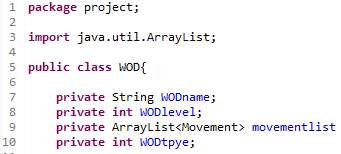 1 package project;
2
3 import java.util.ArrayList;
4
5 public class WOD{
6
7 private String WODname;
8 private int WODlevel;
9 private ArrayList<Movement> movementlist
10 private int WODtpye;